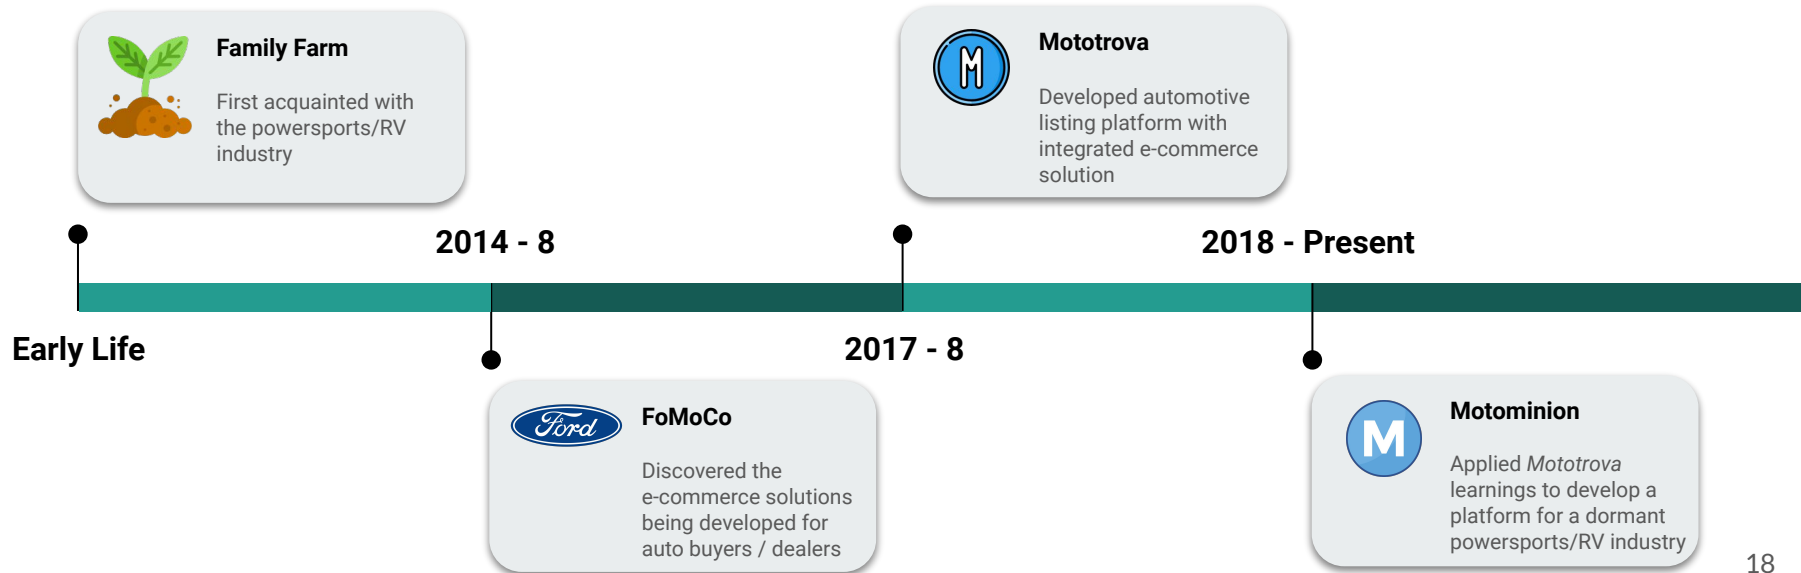 Family Farm
First acquainted with
the powersports/RV
industry
M
Mototrova
Developed automotive
listing platform with
integrated e-commerce
solution
2014 - 8
2018 - Present
Early Life
2017 - 8
Ford
FoMoCo
Discovered the
e-commerce solutions
being developed for
auto buyers / dealers
M
Motominion
Applied Mototrova
learnings to develop a
platform for a dormant
powersports/RV industry
18